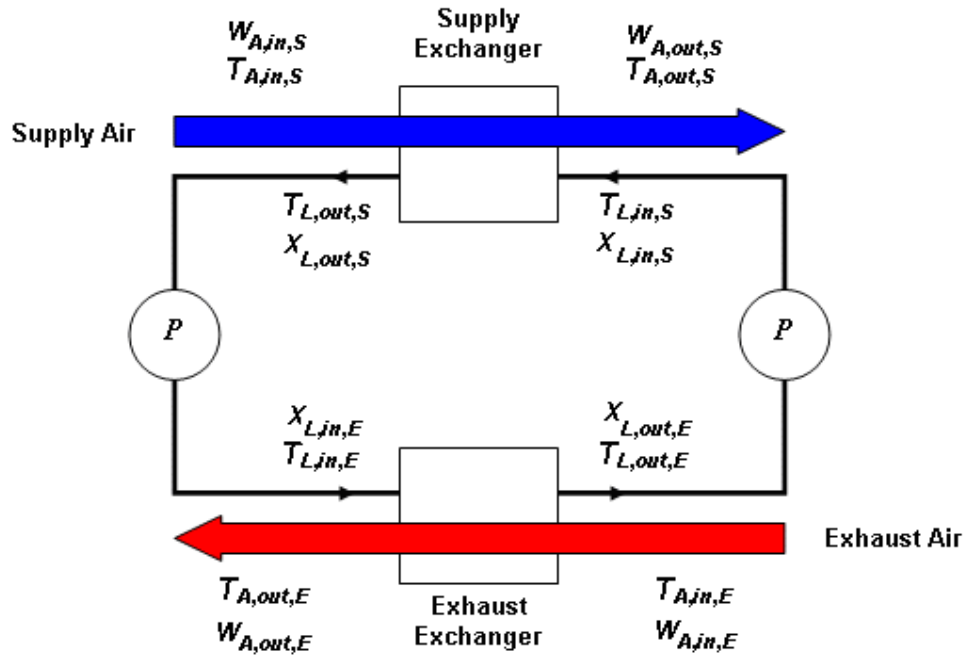 Supply
Exchanger
W_{A,in,S}
T_{A,in,S}
W_{A,out,S}
T_{A,out,S}
Supply Air
T_{L,out,S}
X_{L,out,S}
T_{L,in,S}
X_{L,in,S}
P
P
X_{L,in,E}
T_{L,in,E}
X_{L,out,E}
T_{L,out,E}
Exhaust Air
T_{A,out,E}
W_{A,out,E}
Exhaust
Exchanger
T_{A,in,E}
W_{A,in,E}